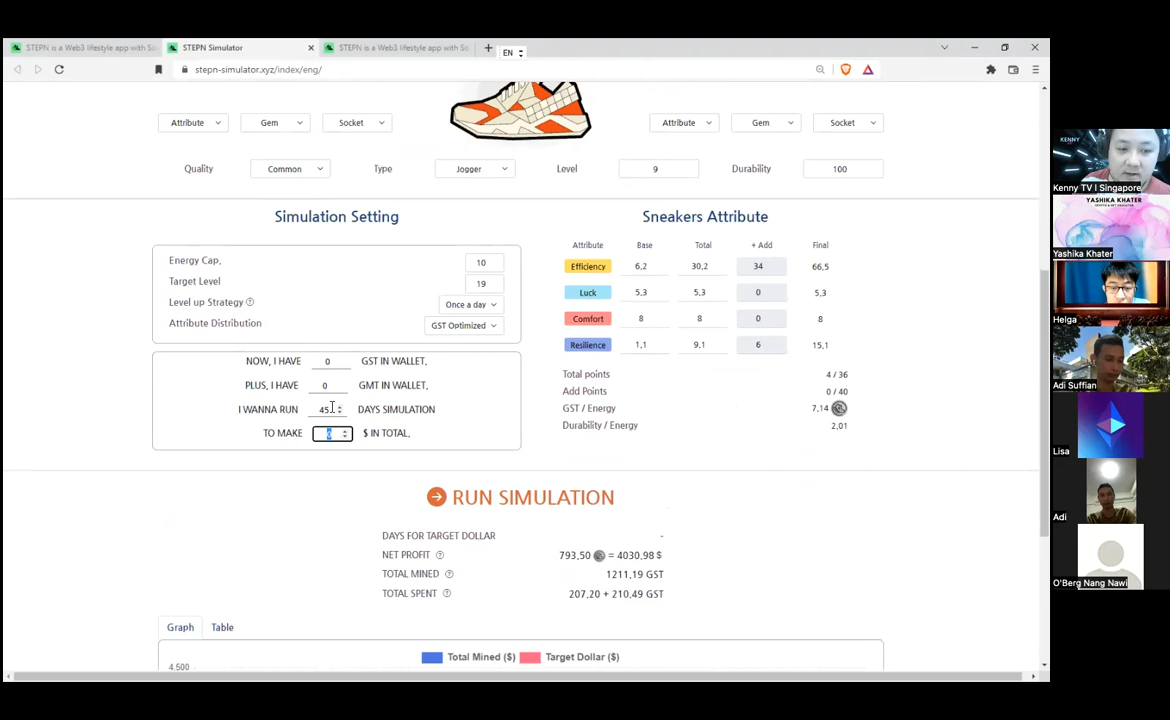 STEPN is a Web3 lifestyle app with So
STEPN Simulator
STEPN is a Web3 lifestyle app with So
EN
stepn-simulator.xyz/index/eng/
Attribute Gem Socket Attribute Gem Socket
Quality Common Type Jogger Level 9 Durability 100
Simulation Setting
Energy Cap. 10
Target Level 19
Level up Strategy Once a day
Attribute Distribution GST Optimized
NOW, I HAVE 0 GST IN WALLET,
PLUS, I HAVE 0 GMT IN WALLET,
I WANNA RUN 45 DAYS SIMULATION
TO MAKE 0 $ IN TOTAL,
Sneakers Attribute
Attribute Base Total + Add Final
Efficiency 6,2 30,2 34 66,5
Luck 5,3 5,3 0 5,3
Comfort 8 8 0 8
Resilience 1,1 9,1 6 15,1
Total points 4 / 36
Add Points 0 / 40
GST / Energy 7,14
Durability / Energy 2,01
RUN SIMULATION
DAYS FOR TARGET DOLLAR -
NET PROFIT 793,50 = 4030,98 $
TOTAL MINED 1211,19 GST
TOTAL SPENT 207,20 + 210,49 GST
Graph Table
Total Mined ($) Target Dollar ($)
4,500
KENNY
Kenny TV I Singapore
YASHIKA KHATER
CRYPTO & NFT EDUCATOR
Yashika Khater
Helga
Adi Suffian
Lisa
Adi
O'Berg Nang Nawi